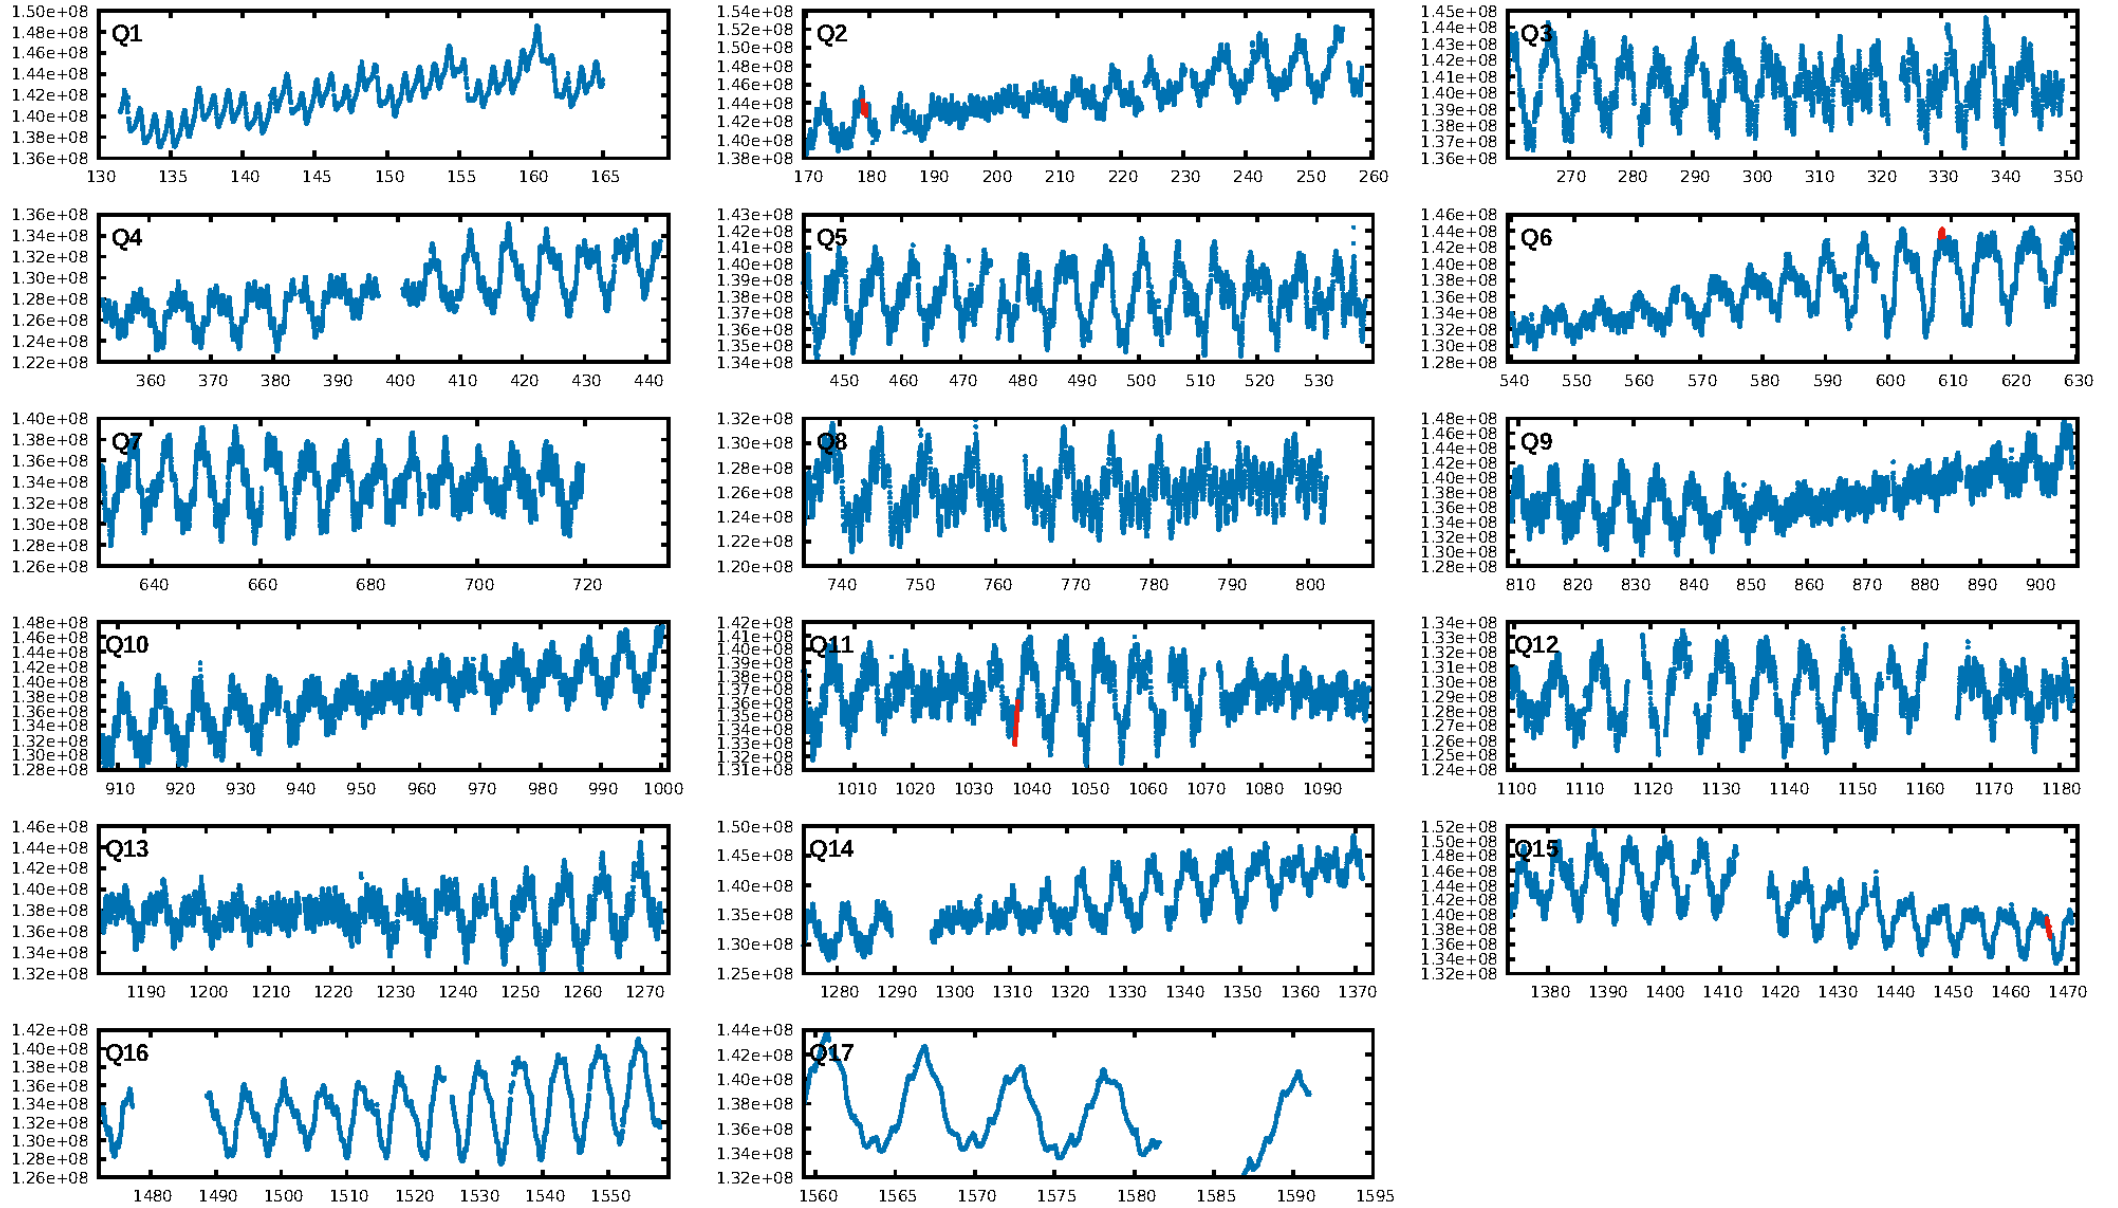 1.50e+08 1.48e+08 1.46e+08 1.44e+08 1.42e+08 1.40e+08 1.38e+08 1.36e+08
Q1
130 135 140 145 150 155 160 165
1.54e+08 1.52e+08 1.50e+08 1.48e+08 1.46e+08 1.44e+08 1.42e+08 1.40e+08 1.38e+08
Q2
170 180 190 200 210 220 230 240 250 260
1.45e+08 1.43e+08 1.42e+08 1.41e+08 1.40e+08 1.39e+08 1.38e+08 1.37e+08 1.36e+08
Q3
270 280 290 300 310 320 330 340 350
1.36e+08 1.34e+08 1.32e+08 1.30e+08 1.28e+08 1.26e+08 1.24e+08 1.22e+08
Q4
360 370 380 390 400 410 420 430 440
1.43e+08 1.41e+08 1.40e+08 1.39e+08 1.38e+08 1.37e+08 1.36e+08 1.35e+08 1.34e+08
Q5
450 460 470 480 490 500 510 520 530
1.46e+08 1.44e+08 1.42e+08 1.40e+08 1.38e+08 1.36e+08 1.34e+08 1.32e+08 1.30e+08 1.28e+08
Q6
540 550 560 570 580 590 600 610 620 630
1.40e+08 1.38e+08 1.36e+08 1.34e+08 1.32e+08 1.30e+08 1.28e+08 1.26e+08
Q7
640 660 680 700 720
1.32e+08 1.30e+08 1.28e+08 1.26e+08 1.24e+08 1.22e+08 1.20e+08
Q8
740 750 760 770 780 790 800
1.48e+08 1.46e+08 1.44e+08 1.42e+08 1.40e+08 1.38e+08 1.36e+08 1.34e+08 1.32e+08 1.30e+08 1.28e+08
Q9
810 820 830 840 850 860 870 880 890 900
1.48e+08 1.46e+08 1.44e+08 1.42e+08 1.40e+08 1.38e+08 1.36e+08 1.34e+08 1.32e+08 1.30e+08 1.28e+08
Q10
910 920 930 940 950 960 970 980 990 1000
1.42e+08 1.41e+08 1.40e+08 1.39e+08 1.38e+08 1.37e+08 1.36e+08 1.35e+08 1.34e+08 1.33e+08 1.32e+08 1.31e+08
Q11
1010 1020 1030 1040 1050 1060 1070 1080 1090
1.34e+08 1.33e+08 1.32e+08 1.31e+08 1.30e+08 1.29e+08 1.28e+08 1.27e+08 1.26e+08 1.25e+08 1.24e+08
Q12
1100 1110 1120 1130 1140 1150 1160 1170 1180
1.46e+08 1.44e+08 1.42e+08 1.40e+08 1.38e+08 1.36e+08 1.34e+08 1.32e+08
Q13
1190 1200 1210 1220 1230 1240 1250 1260 1270
1.50e+08 1.45e+08 1.40e+08 1.35e+08 1.30e+08 1.25e+08
Q14
1280 1290 1300 1310 1320 1330 1340 1350 1360 1370
1.52e+08 1.50e+08 1.48e+08 1.46e+08 1.44e+08 1.42e+08 1.40e+08 1.38e+08 1.36e+08 1.34e+08 1.32e+08
Q15
1380 1390 1400 1410 1420 1430 1440 1450 1460 1470
1.42e+08 1.40e+08 1.38e+08 1.36e+08 1.34e+08 1.32e+08 1.30e+08 1.28e+08 1.26e+08
Q16
1480 1490 1500 1510 1520 1530 1540 1550
1.44e+08 1.42e+08 1.40e+08 1.38e+08 1.36e+08 1.34e+08 1.32e+08
Q17
1560 1565 1570 1575 1580 1585 1590 1595